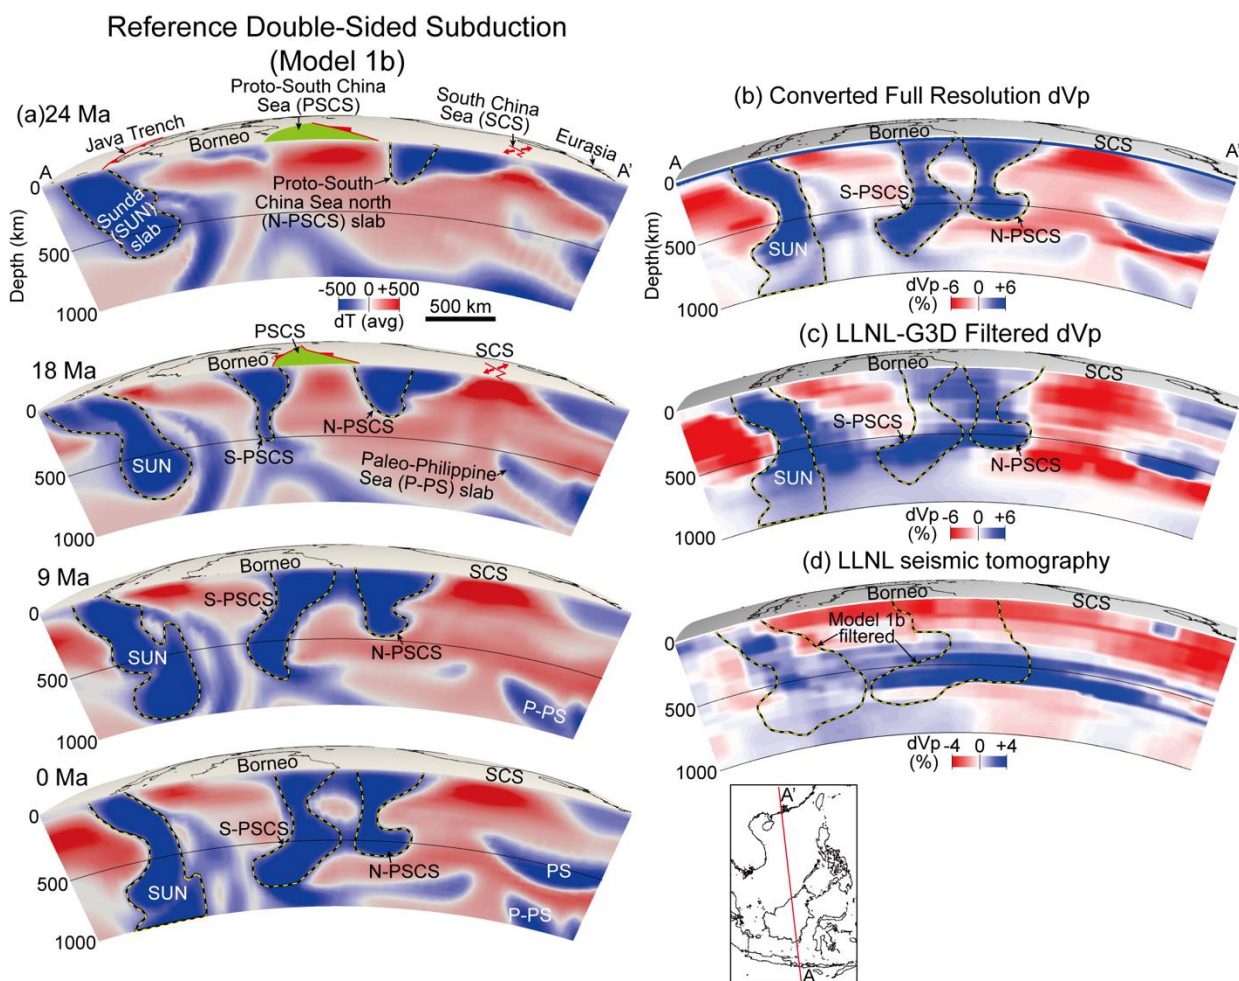 Reference Double-Sided Subduction
(Model 1b)
Proto-South China
Sea (PSCS)
(a)24 Ma
Java Trench
Borneo
South China
Sea (SCS)
Eurasia
A
A'
0
Sunda
(SUN)
slab
Proto-South
China Sea north
(N-PSCS) slab
Depth (km)
500
1000
-500 0 +500
dT (avg)
500 km
PSCS
18 Ma
Borneo
SCS
0
N-PSCS
S-PSCS
SUN
Paleo-Philippine
Sea (P-PS) slab
500
1000
9 Ma
Borneo
SCS
0
S-PSCS
N-PSCS
SUN
500
P-PS
1000
0 Ma
Borneo
SCS
0
S-PSCS
N-PSCS
500
SUN
PS
P-PS
1000
(b) Converted Full Resolution dVp
Borneo
SCS
A
A'
0
S-PSCS
N-PSCS
Depth(km)
500
SUN
1000
dVp -6 0 +6
(%)
(c) LLNL-G3D Filtered dVp
Borneo
SCS
0
S-PSCS
N-PSCS
500
SUN
1000
dVp -6 0 +6
(%)
(d) LLNL seismic tomography
Borneo
SCS
0
Model 1b
filtered
500
1000
dVp -4 0 +4
(%)
A'
A